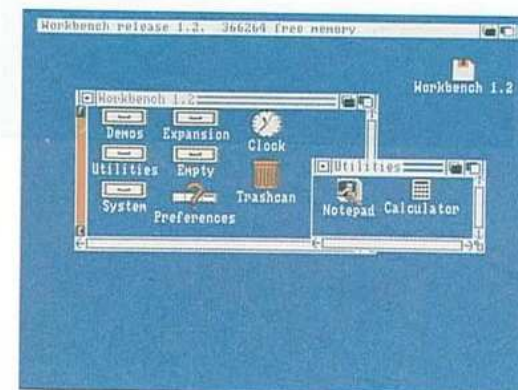 Workbench release 1.2. 366264 free memory
Workbench 1.2
Workbench 1.2
Demos Expansion Clock
Utilities Empty Trashcan
System Preferences
Utilities
Notepad Calculator